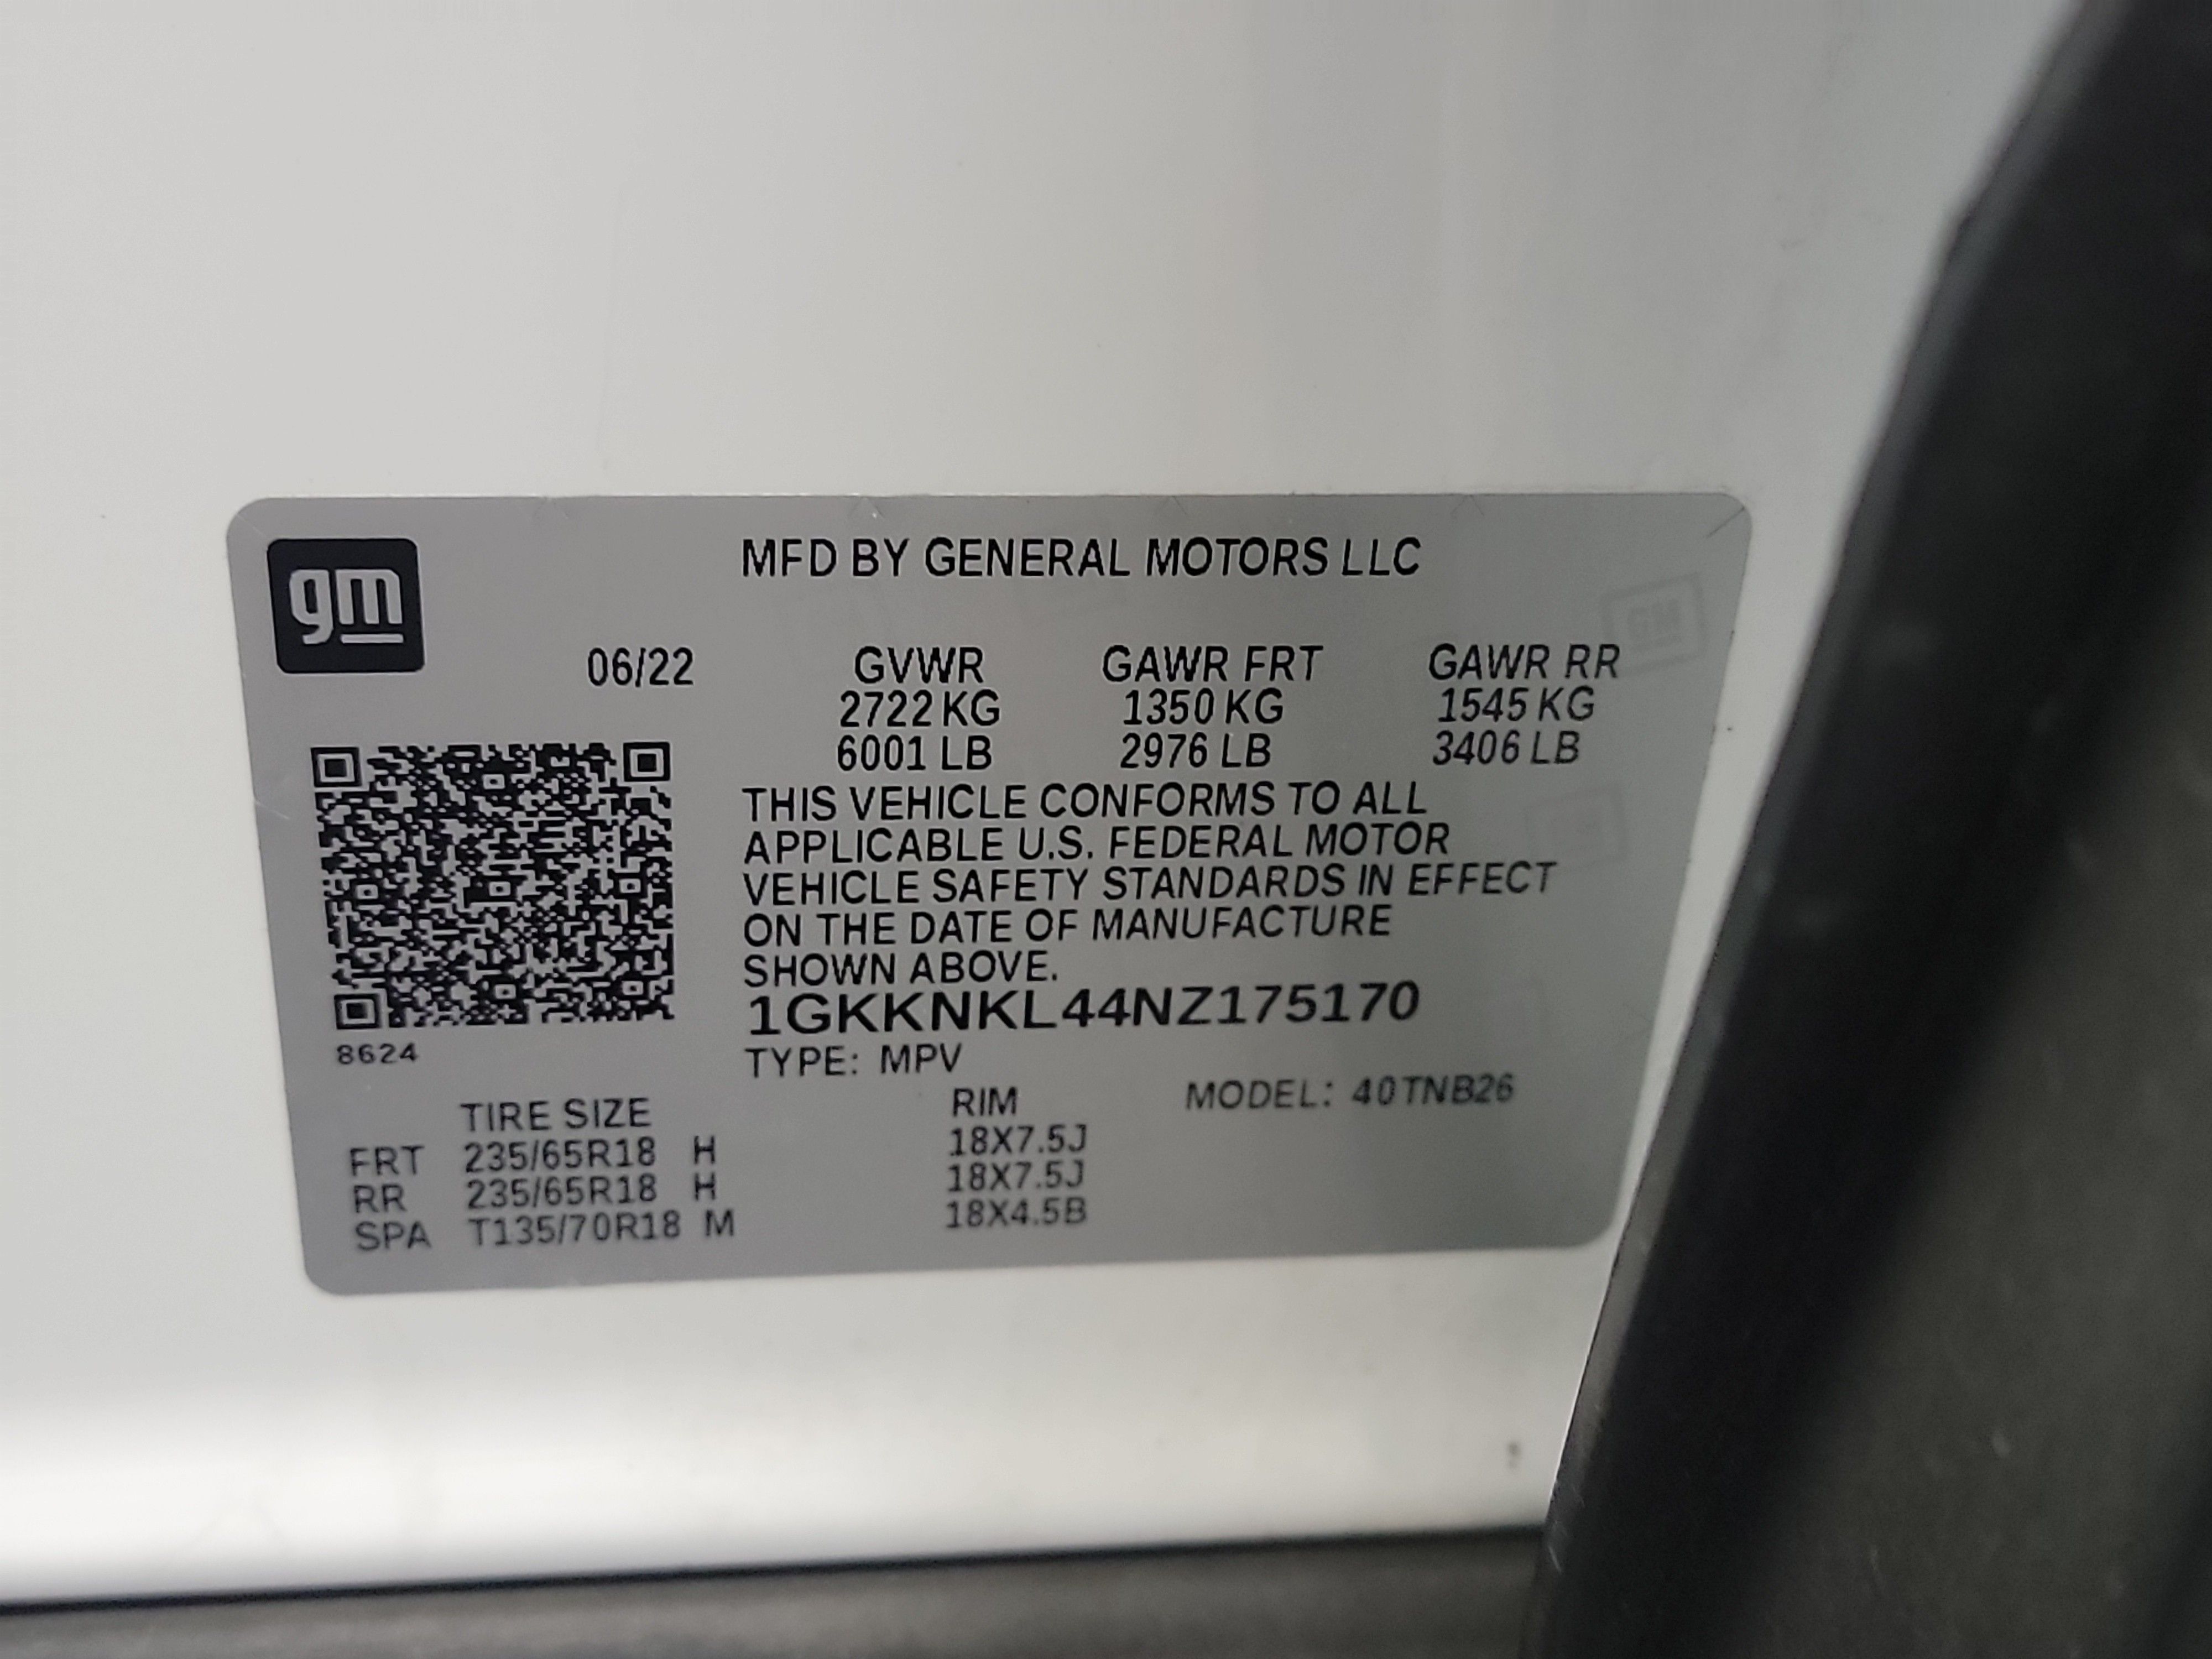 gm
MFD BY GENERAL MOTORS LLC
GM
06/22 GVWR GAWR FRT GAWR RR
2722 KG 1350 KG 1545 KG
6001 LB 2976 LB 3406 LB
THIS VEHICLE CONFORMS TO ALL
APPLICABLE U.S. FEDERAL MOTOR
VEHICLE SAFETY STANDARDS IN EFFECT
ON THE DATE OF MANUFACTURE
SHOWN ABOVE.
1GKKNKL44NZ175170
8624
TYPE: MPV
TIRE SIZE RIM MODEL: 40TNB26
FRT 235/65R18 H 18X7.5J
RR 235/65R18 H 18X7.5J
SPA T135/70R18 M 18X4.5B